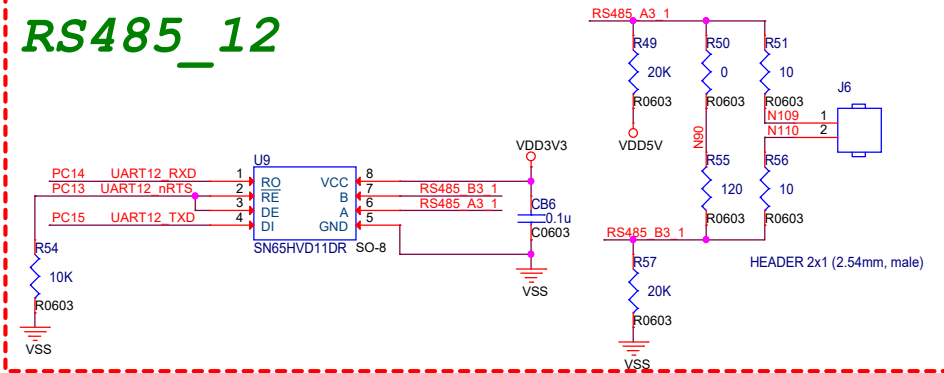 RS485_12
RS485_A3_1
R49
20K
R0603
VDD5V
R50
0
R0603
R51
10
R0603
J6
N109
1
N110
2
N90
R55
120
R0603
R56
10
R0603
RS485_B3_1
R57
20K
R0603
VSS
HEADER 2x1 (2.54mm, male)
U9
PC14
UART12_RXD
1
RO
VCC
8
PC13
UART12_nRTS
2
RE
B
7
RS485_B3_1
3
DE
A
6
RS485_A3_1
PC15
UART12_TXD
4
DI
GND
5
SN65HVD11DR
SO-8
VDD3V3
CB6
0.1u
C0603
VSS
R54
10K
R0603
VSS